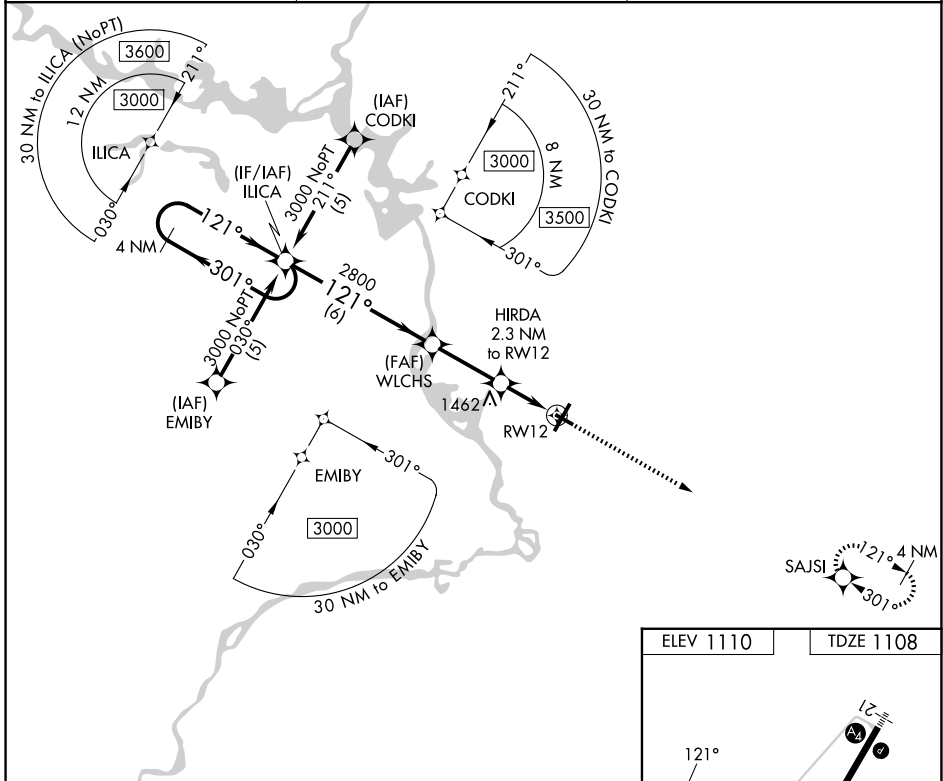 30 NM to ILICA (NoPT)
3600
211°
12 NM
3000
ILICA
030°
(IAF)
CODKI
211°
30 NM to CODKI
3000
8 NM
CODKI
3500
301°
(IF/IAF)
ILICA
3000 NoPT
211°
(5)
121°
4 NM
301°
2800
121°
(6)
3000 NoPT
030°
(5)
(IAF)
EMIBY
HIRDA
2.3 NM
to RW12
(FAF)
WLCHS
1462
RW12
301°
EMIBY
030°
3000
30 NM to EMIBY
SAJSI
121°
4 NM
301°
ELEV 1110
TDZE 1108
21
A4
P
121°